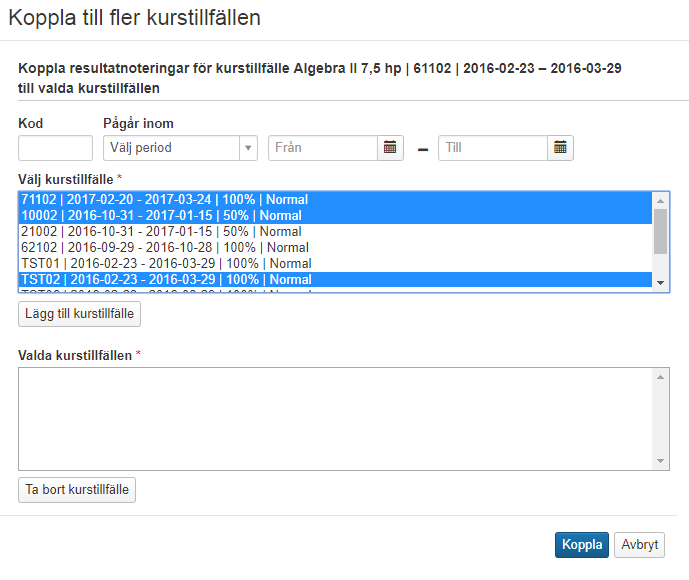 Koppla till fler kurstillfällen
Koppla resultatnoteringar för kurstillfälle Algebra II 7,5 hp | 61102 | 2016-02-23 – 2016-03-29
till valda kurstillfällen
Kod Pågår inom
Välj period Från – Till
Välj kurstillfälle *
71102 | 2017-02-20 - 2017-03-24 | 100% | Normal
10002 | 2016-10-31 - 2017-01-15 | 50% | Normal
21002 | 2016-10-31 - 2017-01-15 | 50% | Normal
62102 | 2016-09-29 - 2016-10-28 | 100% | Normal
TST01 | 2016-02-23 - 2016-03-29 | 100% | Normal
TST02 | 2016-02-23 - 2016-03-29 | 100% | Normal
Lägg till kurstillfälle
Valda kurstillfällen *
Ta bort kurstillfälle
Koppla Avbryt